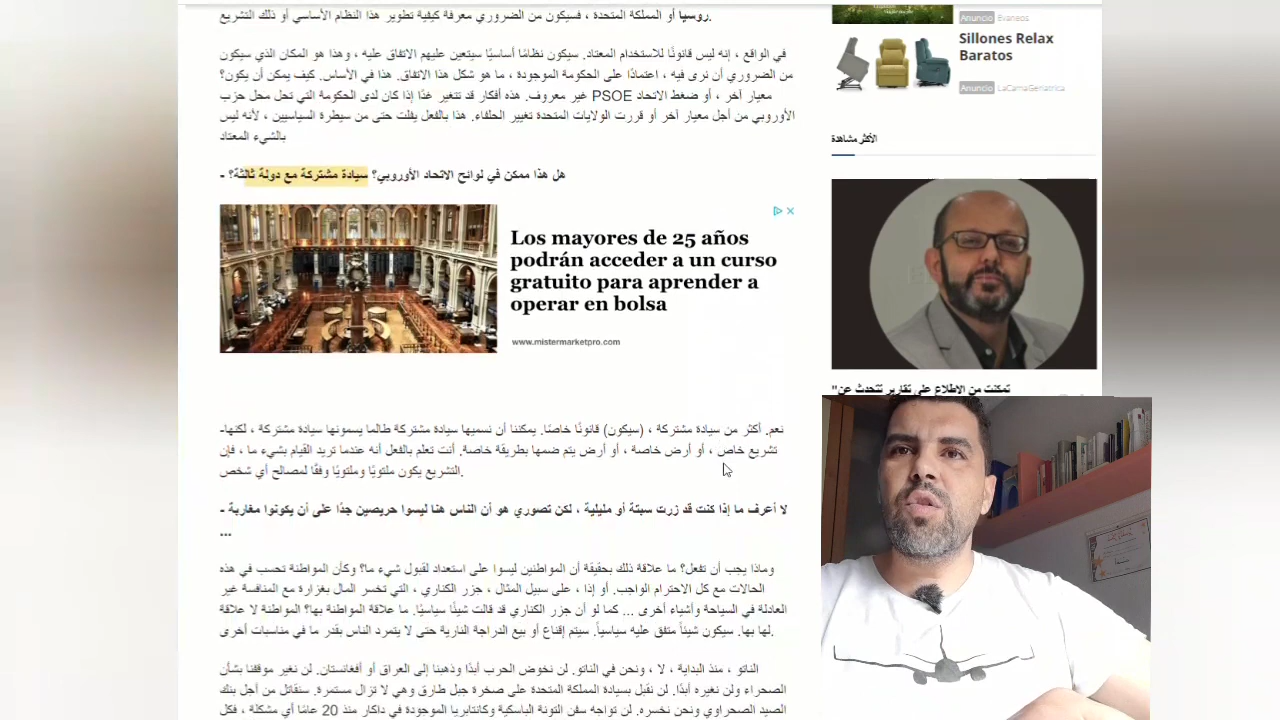 روسيا أو المملكة المتحدة ، فسيكون من الضروري معرفة كيفية تطوير هذا النظام الأساسي أو ذلك التشريع.
في الواقع ، إنه ليس قانونًا للاستخدام المعتاد. سيكون نظامًا أساسيًا سيتعين عليهم الاتفاق عليه ، وهذا هو المكان الذي سيكون
من الضروري أن نرى فيه ، اعتمادًا على الحكومة الموجودة ، ما هو شكل هذا الاتفاق. هذا في الأساس. كيف يمكن أن يكون؟
معيار آخر ، أو ضغط الاتحاد PSOE غير معروف. هذه أفكار قد تتغير غدًا إذا كان لدى الحكومة التي تحل محل حزب
الأوروبي من أجل معيار آخر أو قررت الولايات المتحدة تغيير الحلفاء. هذا بالفعل يفلت حتى من سيطرة السياسيين ، لأنه ليس
بالشيء المعتاد
هل هذا ممكن في لوائح الاتحاد الأوروبي؟ سيادة مشتركة مع دولة ثالثة؟ -
Los mayores de 25 años
podrán acceder a un curso
gratuito para aprender a
operar en bolsa
www.mistermarketpro.com
نعم. أكثر من سيادة مشتركة ، (سيكون) قانونًا خاصًا. يمكننا أن نسميها سيادة مشتركة طالما يسمونها سيادة مشتركة ، لكنها-
تشريع خاص ، أو أرض خاصة ، أو أرض يتم ضمها بطريقة خاصة. أنت تعلم بالفعل أنه عندما تريد القيام بشيء ما ، فإن
التشريع يكون ملتويًا وملتويًا وفقًا لمصالح أي شخص.
لا أعرف ما إذا كنت قد زرت سبتة أو مليلية ، لكن تصوري هو أن الناس هنا ليسوا حريصين جدًا على أن يكونوا مغاربة -
...
وماذا يجب أن تفعل؟ ما علاقة ذلك بحقيقة أن المواطنين ليسوا على استعداد لقبول شيء ما؟ وكأن المواطنة تحسب في هذه
الحالات مع كل الاحترام الواجب. أو إذا ، على سبيل المثال ، جزر الكناري ، التي تخسر المال بغزارة مع المنافسة غير
العادلة في السياحة وأشياء أخرى ... كما لو أن جزر الكناري قد قالت شيئًا سياسيًا. ما علاقة المواطنة بها؟ المواطنة لا علاقة
لها بها. سيكون شيئاً متفق عليه سياسياً. سيتم إقناع أو بيع الدراجة النارية حتى لا يتمرد الناس بقدر ما في مناسبات أخرى.
الناتو ، منذ البداية ، لا ، ونحن في الناتو. لن نخوض الحرب أبدًا وذهبنا إلى العراق أو أفغانستان. لن نغير موقفنا بشأن
الصحراء ولن نغيره أبدًا. لن نقبل بسيادة المملكة المتحدة على صخرة جبل طارق وهي لا تزال مستمرة. سنقاتل من أجل بنك
الصيد الصحراوي ونحن نخسره. لن تواجه سفن التونة الباسكية وكانتابريا الموجودة في داكار منذ 20 عامًا أي مشكلة ، فكل
Anuncio Evaneos
Sillones Relax
Baratos
Anuncio LaCamaGeriatrica
الأكثر مشاهدة
تمكنت من الاطلاع على تقارير تتحدث عن"